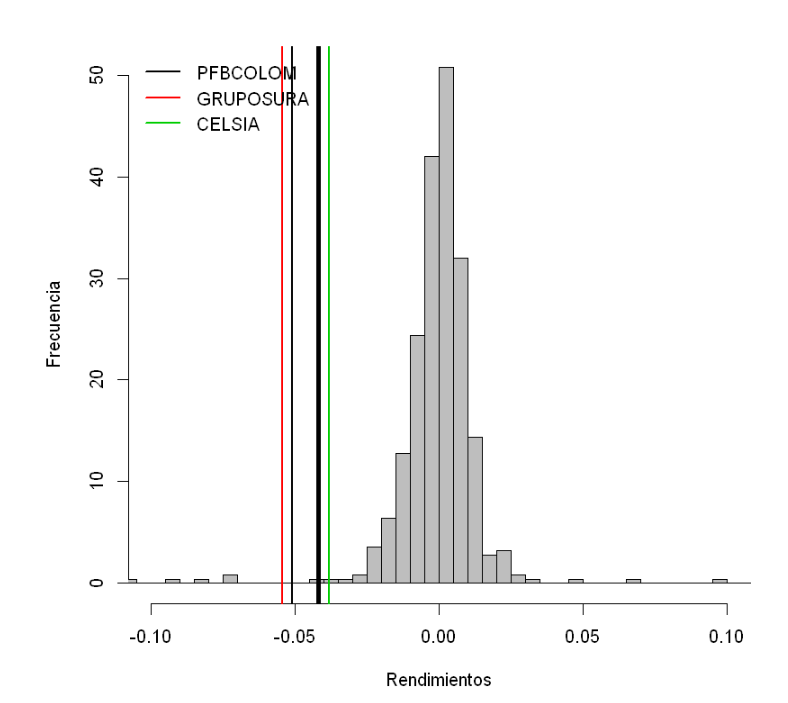 PFBCOLOM
GRUPOSURA
CELSIA
50
40
30
20
10
0
Frecuencia
-0.10 -0.05 0.00 0.05 0.10
Rendimientos